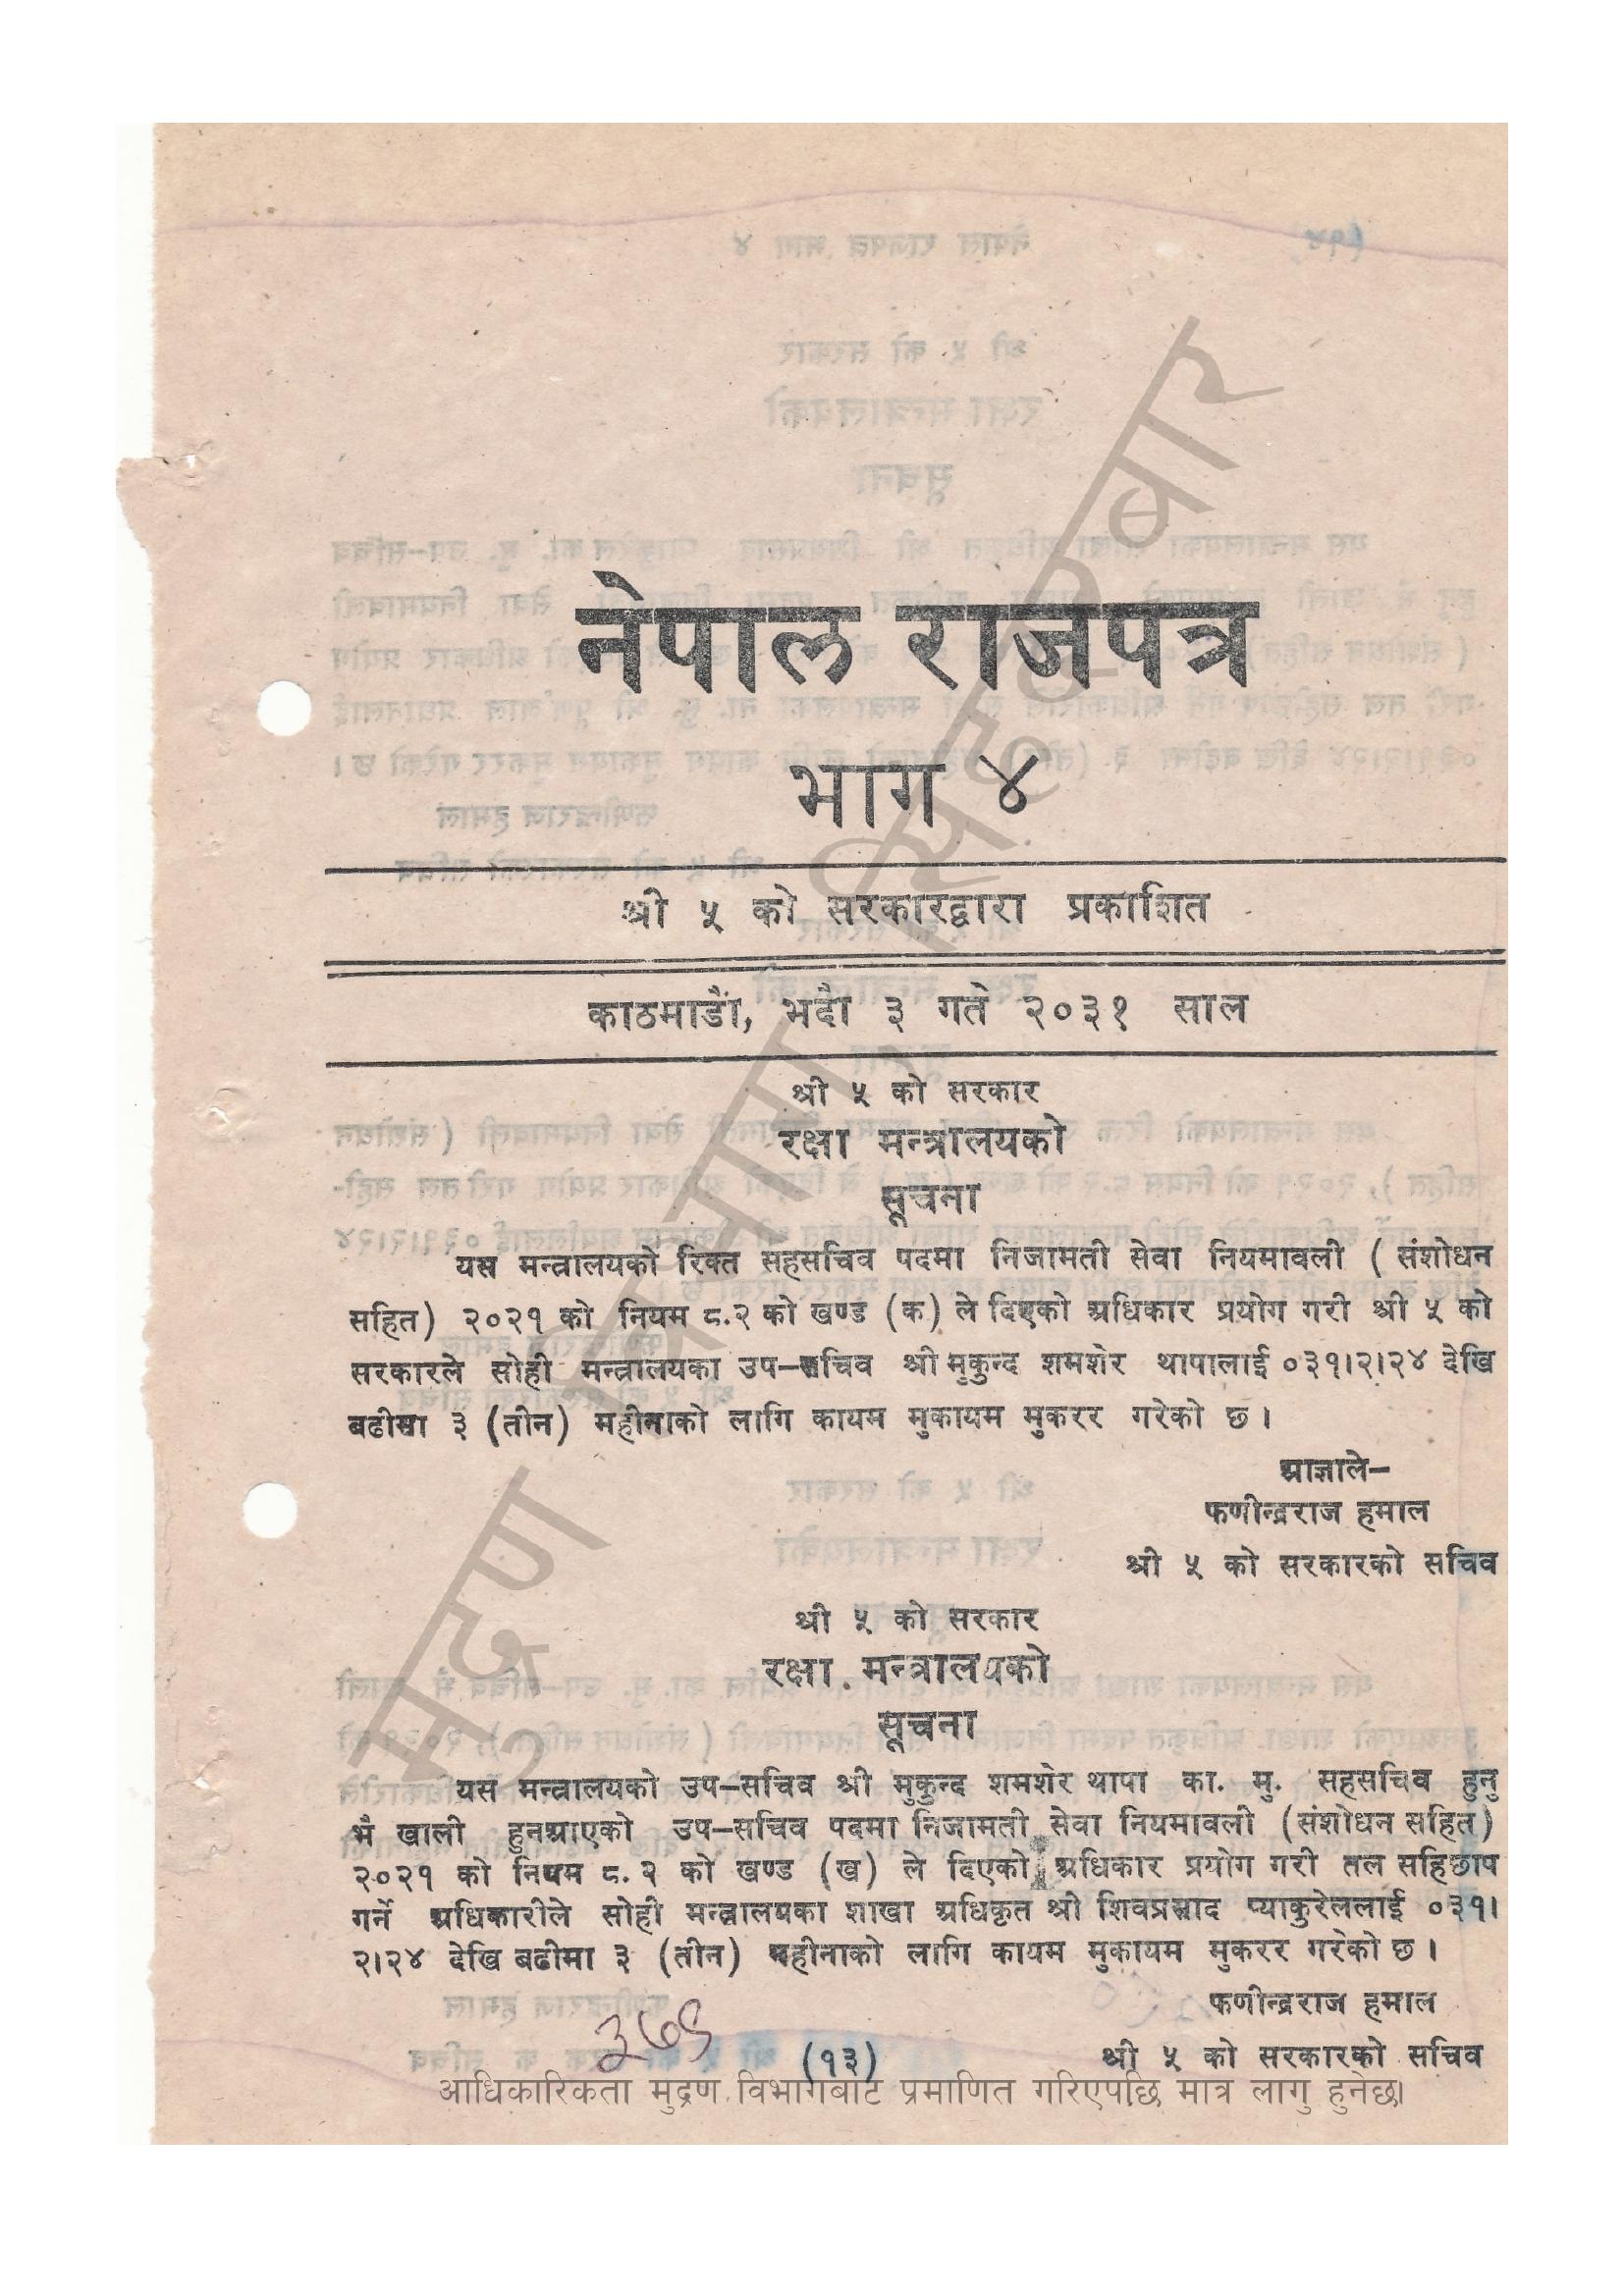 नेपाल राजपत्र
भाग ४
श्री ५ को सरकारद्वारा प्रकाशित
काठमाडौं, भदौ ३ गते २०३१ साल
श्री ५ को सरकार
रक्षा मन्त्रालयको
सूचना
यस मन्त्रालयको रिक्त सहसचिव पदमा निजामती सेवा नियमावली ( संशोधन
सहित) २०२१ को नियम ८.२ को खण्ड (क) ले दिएको अधिकार प्रयोग गरी श्री ५ को
सरकारले सोही मन्त्रालयका उप–सचिव श्री मुकुन्द शमशेर थापालाई ०३१।२।२४ देखि
बढीमा ३ (तीन) महीनाको लागि कायम मुकायम मुकरर गरेको छ ।
आज्ञाले–
फणीन्द्रराज हमाल
श्री ५ को सरकारको सचिव
श्री ५ को सरकार
रक्षा मन्त्रालयको
सूचना
यस मन्त्रालयको उप–सचिव श्री मुकुन्द शमशेर थापा का. मु. सहसचिव हुनु
भै खाली हुनआएको उप–सचिव पदमा निजामती सेवा नियमावली (संशोधन सहित)
२०२१ को नियम ८.२ को खण्ड (ख) ले दिएको अधिकार प्रयोग गरी तल सहिछाप
गर्ने अधिकारीले सोही मन्त्रालयका शाखा अधिकृत श्री शिवप्रसाद प्याकुरेललाई ०३१।
२।२४ देखि बढीमा ३ (तीन) महीनाको लागि कायम मुकायम मुकरर गरेको छ ।
फणीन्द्रराज हमाल
श्री ५ को सरकारको सचिव
३७९
(१३)
आधिकारिकता मुद्रण विभागबाट प्रमाणित गरिएपछि मात्र लागु हुनेछ।
मुद्रण विभाग सिंहदरवार